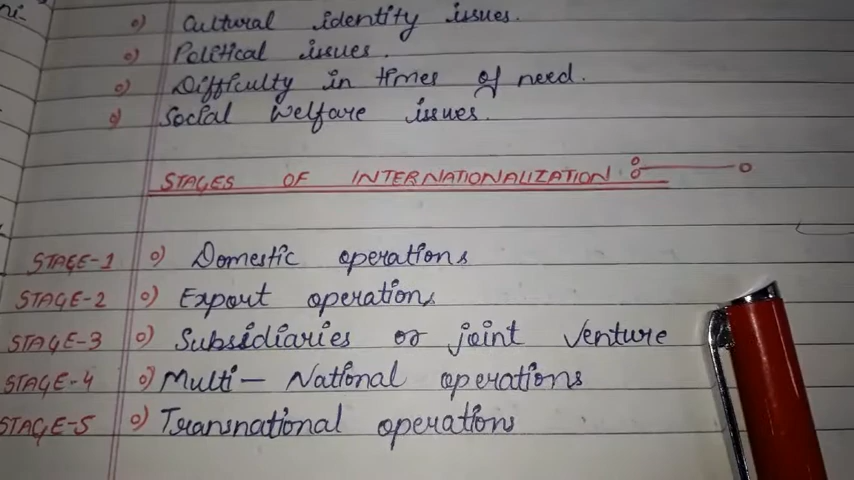 o) Cultural identity issues.
o) Political issues.
o) Difficulty in times of need.
o) Social Welfare issues.
STAGES OF INTERNATIONALIZATION
STAGE-1 o) Domestic operations
STAGE-2 o) Export operations
STAGE-3 o) Subsidiaries or joint venture
STAGE-4 o) Multi- National operations
STAGE-5 o) Transnational operations